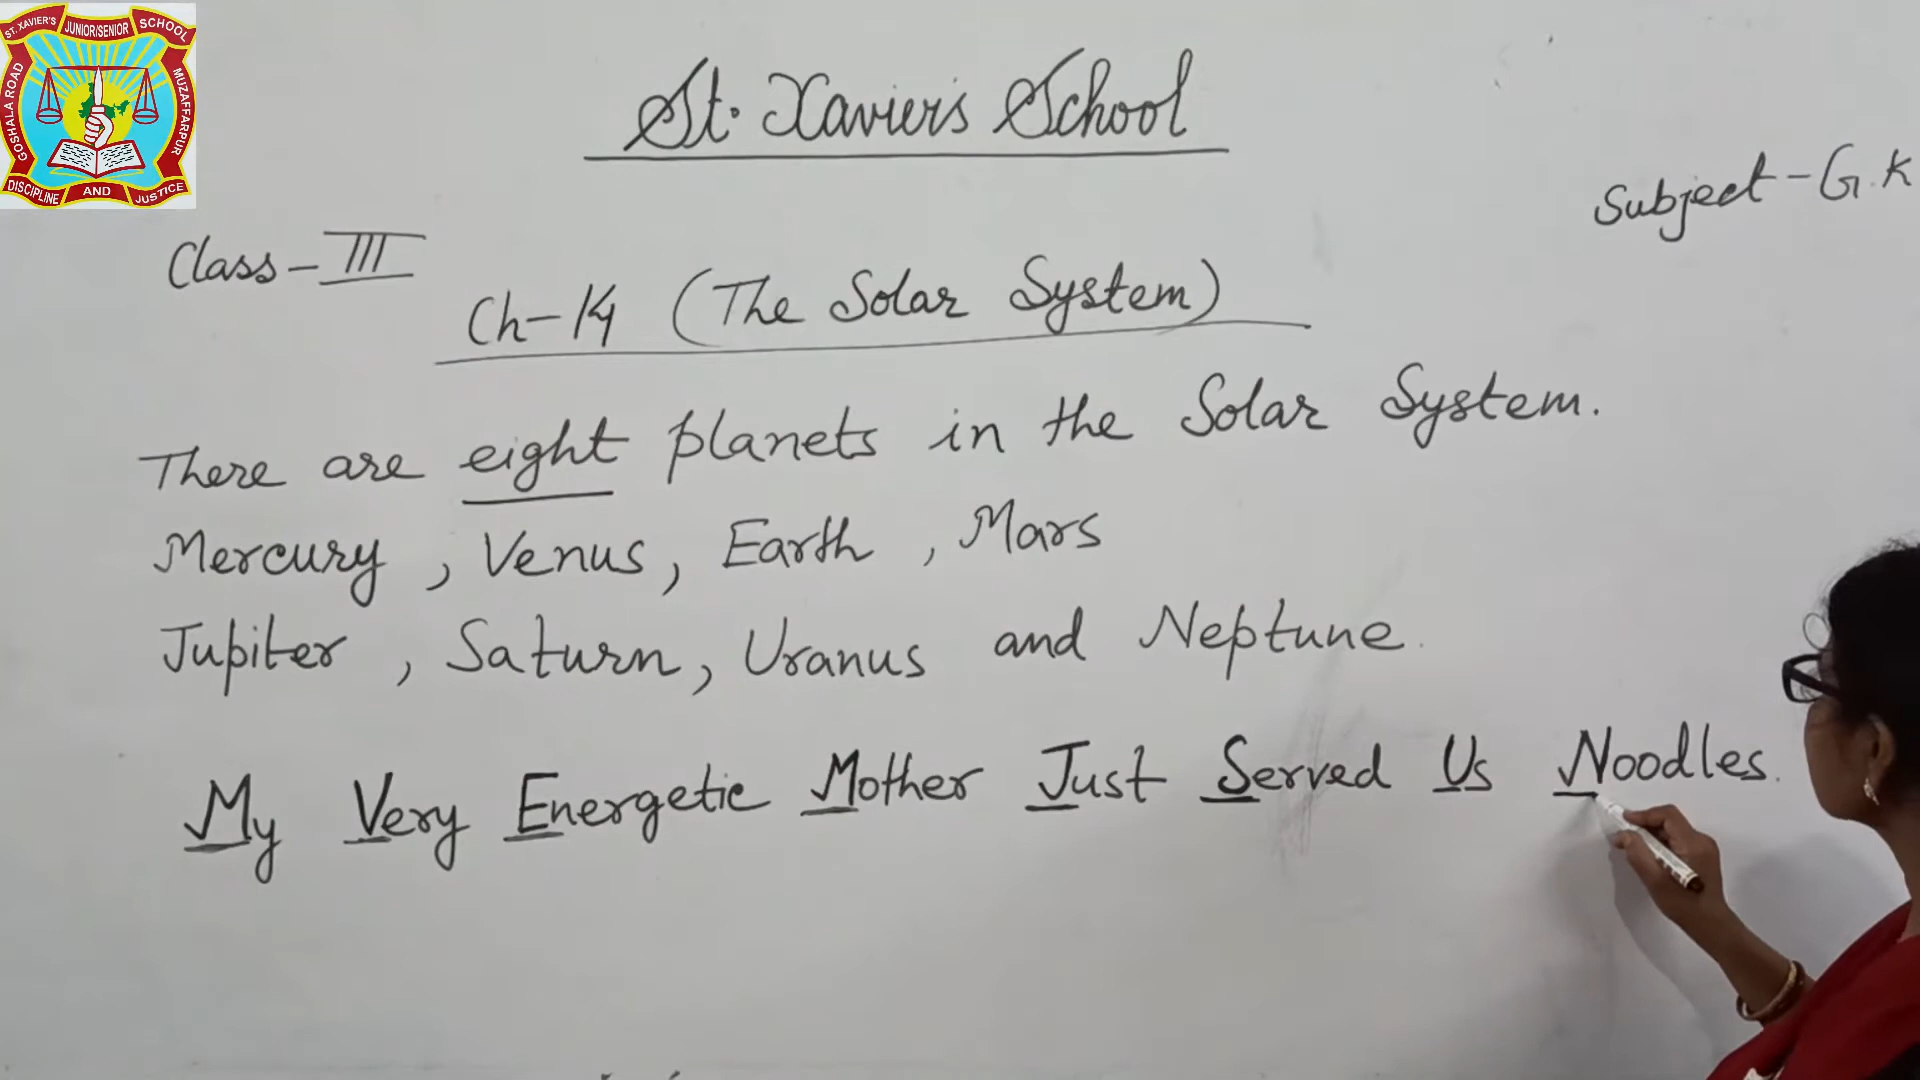 ST. XAVIER'S JUNIOR/SENIOR SCHOOL
GOSHALA ROAD
MUZAFFARPUR
DISCIPLINE AND JUSTICE
St. Xavier's School
Subject - G.K
Class - III
Ch-14 (The Solar System)
There are eight planets in the Solar System.
Mercury, Venus, Earth, Mars
Jupiter, Saturn, Uranus and Neptune.
My Very Energetic Mother Just Served Us Noodles.